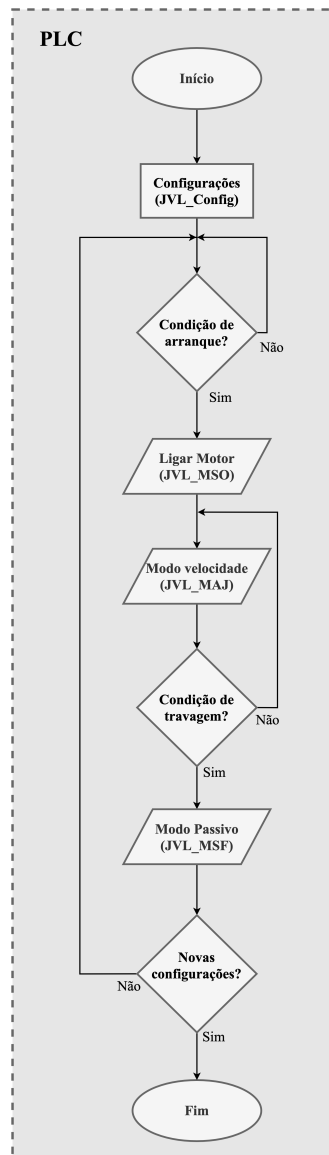 PLC
Início
Configurações
(JVL_Config)
Condição de
arranque?
Não
Sim
Ligar Motor
(JVL_MSO)
Modo velocidade
(JVL_MAJ)
Condição de
travagem?
Não
Sim
Modo Passivo
(JVL_MSF)
Novas
configurações?
Não
Sim
Fim